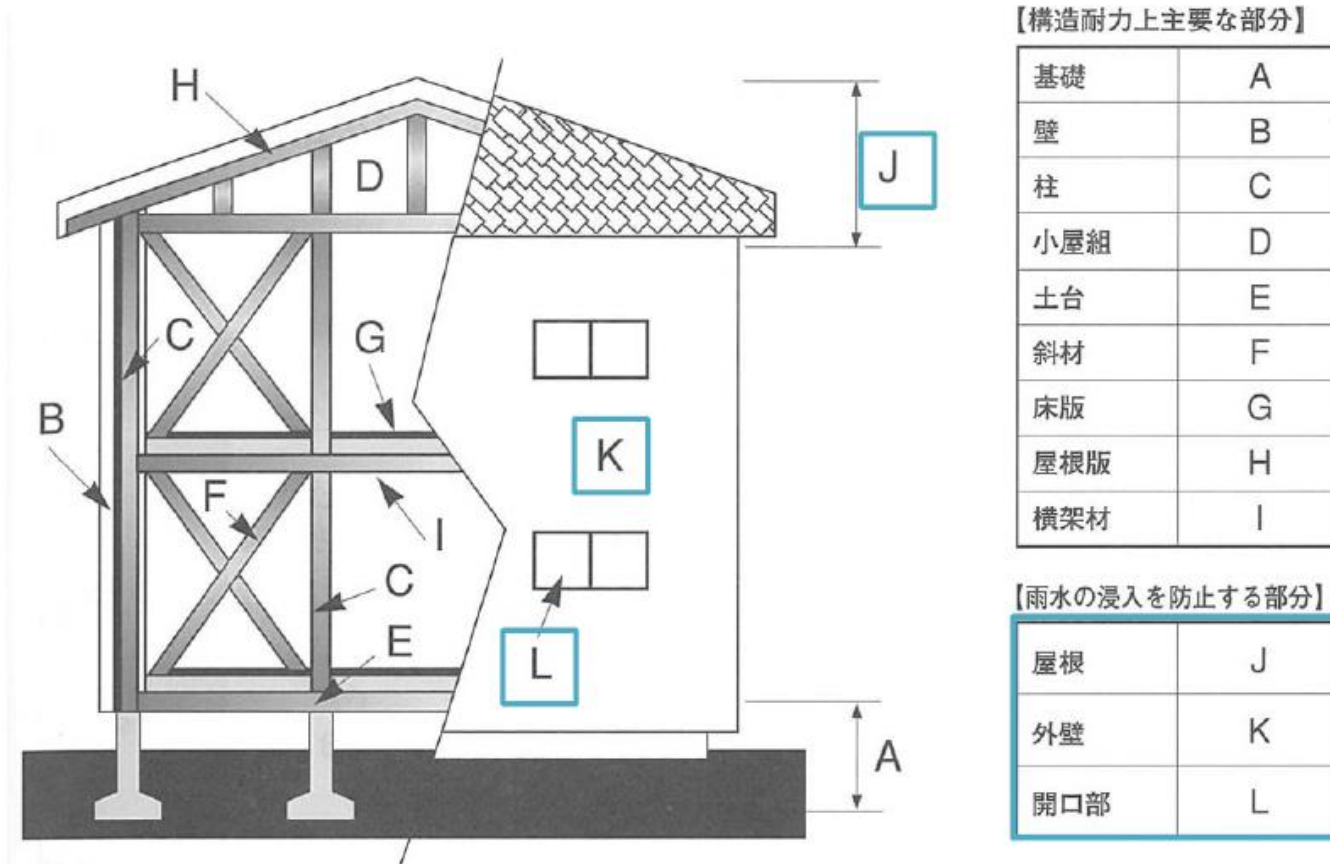 H
D
J
C
G
B
K
F
I
C
E
L
A
【構造耐力上主要な部分】
基礎 A
壁 B
柱 C
小屋組 D
土台 E
斜材 F
床版 G
屋根版 H
横架材 I
【雨水の浸入を防止する部分】
屋根 J
外壁 K
開口部 L